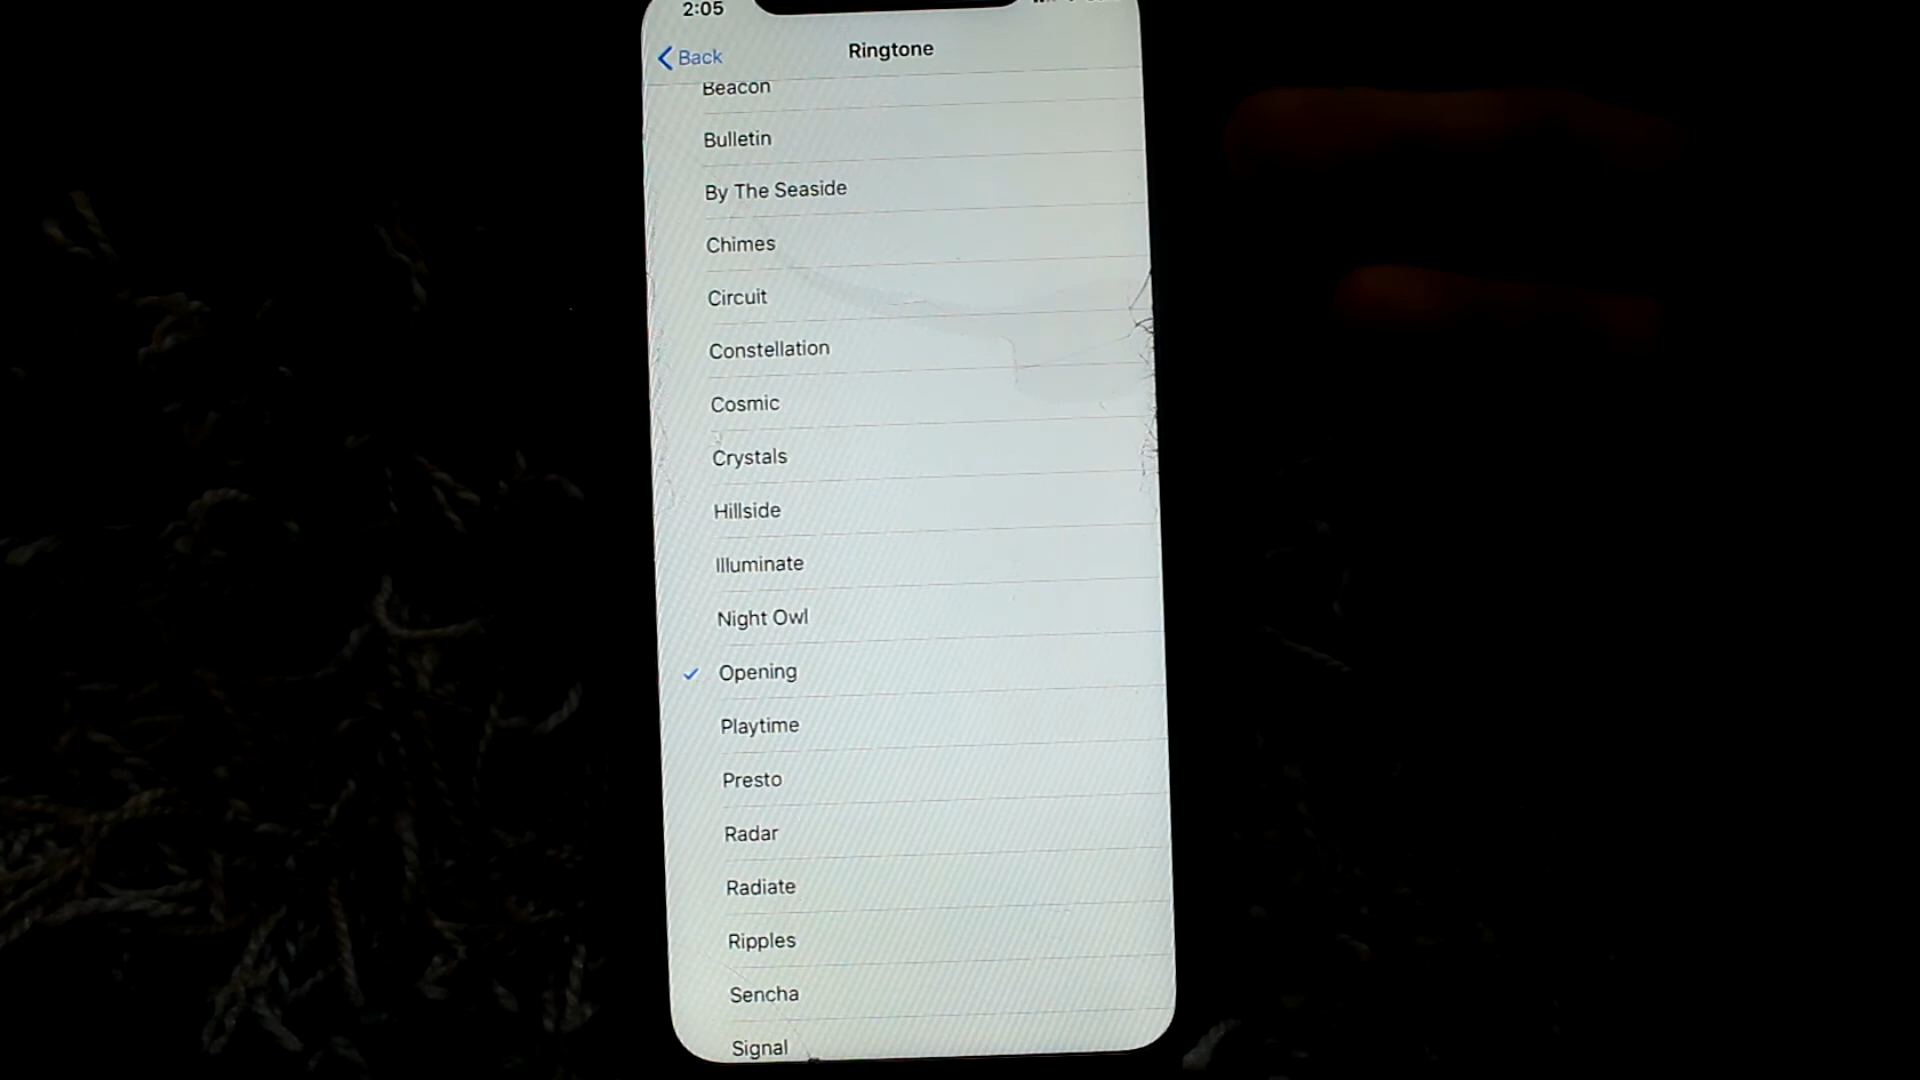 2:05
Back
Ringtone
Beacon
Bulletin
By The Seaside
Chimes
Circuit
Constellation
Cosmic
Crystals
Hillside
Illuminate
Night Owl
Opening
Playtime
Presto
Radar
Radiate
Ripples
Sencha
Signal